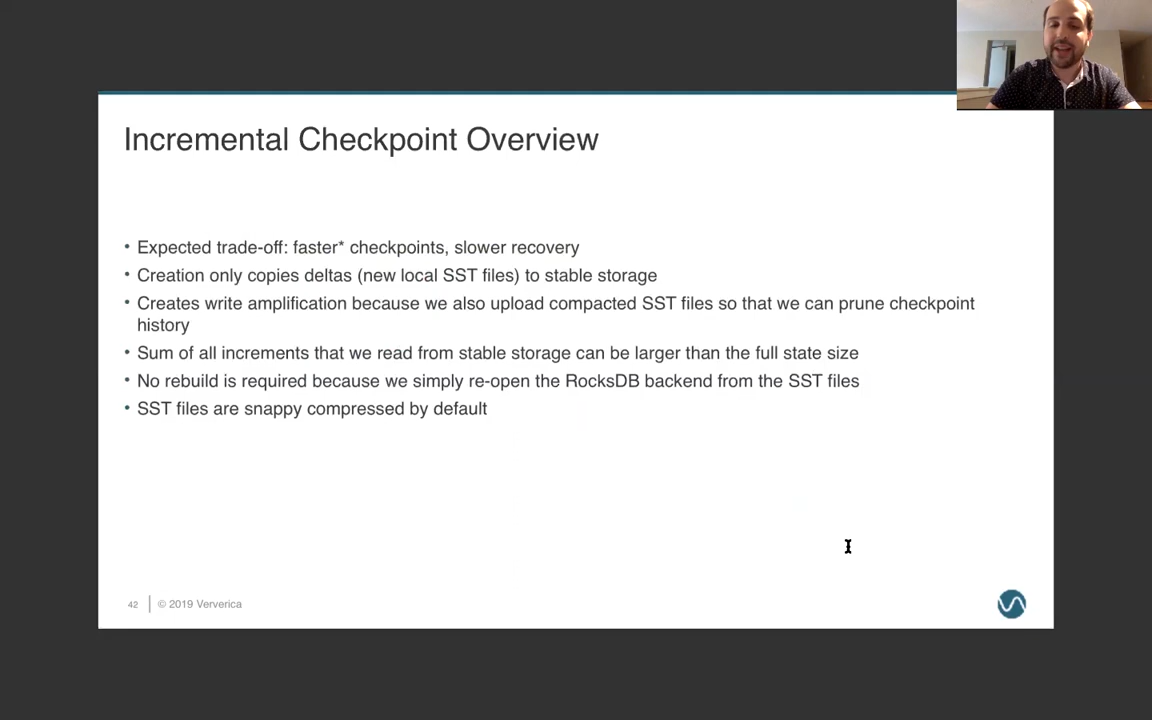 Incremental Checkpoint Overview
• Expected trade-off: faster* checkpoints, slower recovery
• Creation only copies deltas (new local SST files) to stable storage
• Creates write amplification because we also upload compacted SST files so that we can prune checkpoint
history
• Sum of all increments that we read from stable storage can be larger than the full state size
• No rebuild is required because we simply re-open the RocksDB backend from the SST files
• SST files are snappy compressed by default
42 | © 2019 Ververica